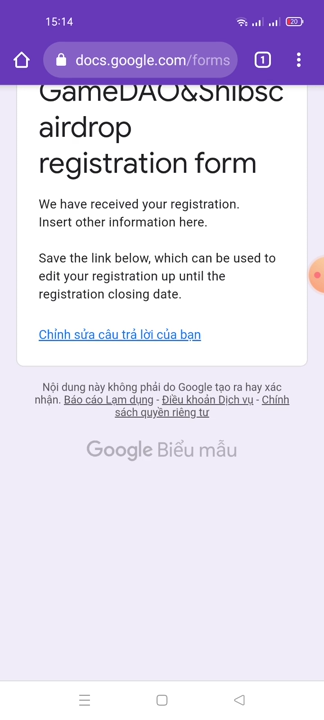 15:14
20
docs.google.com/forms
1
GameDAO&Shibsc
airdrop
registration form
We have received your registration.
Insert other information here.
Save the link below, which can be used to
edit your registration up until the
registration closing date.
Chỉnh sửa câu trả lời của bạn
Nội dung này không phải do Google tạo ra hay xác
nhận. Báo cáo Lạm dụng - Điều khoản Dịch vụ - Chính
sách quyền riêng tư
Google Biểu mẫu